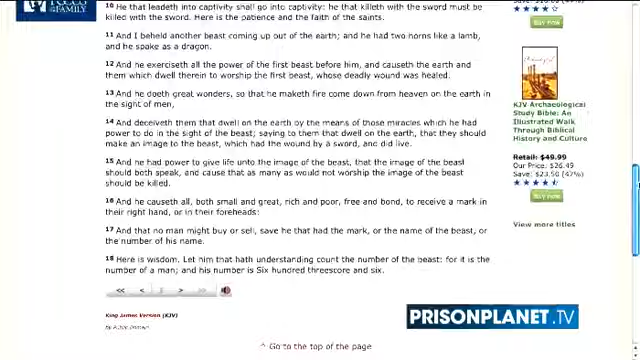 FAMILY
10 He that leadeth into captivity shall go into captivity: he that killeth with the sword must be
killed with the sword. Here is the patience and the faith of the saints.
11 And I beheld another beast coming up out of the earth; and he had two horns like a lamb,
and he spake as a dragon.
12 And he exerciseth all the power of the first beast before him, and causeth the earth and
them which dwell therein to worship the first beast, whose deadly wound was healed.
13 And he doeth great wonders, so that he maketh fire come down from heaven on the earth in
the sight of men,
14 And deceiveth them that dwell on the earth by the means of those miracles which he had
power to do in the sight of the beast; saying to them that dwell on the earth, that they should
make an image to the beast, which had the wound by a sword, and did live.
15 And he had power to give life unto the image of the beast, that the image of the beast
should both speak, and cause that as many as would not worship the image of the beast
should be killed.
16 And he causeth all, both small and great, rich and poor, free and bond, to receive a mark in
their right hand, or in their foreheads:
17 And that no man might buy or sell, save he that had the mark, or the name of the beast, or
the number of his name.
18 Here is wisdom. Let him that hath understanding count the number of the beast: for it is the
number of a man; and his number is Six hundred threescore and six.
King James Version (KJV)
by Public Domain
^ Go to the top of the page
Buy now
KJV Archaeological
Study Bible: An
Illustrated Walk
Through Biblical
History and Culture
Retail: $49.99
Our Price: $26.49
Save: $23.50 (47%)
Buy now
View more titles
PRISONPLANET.TV